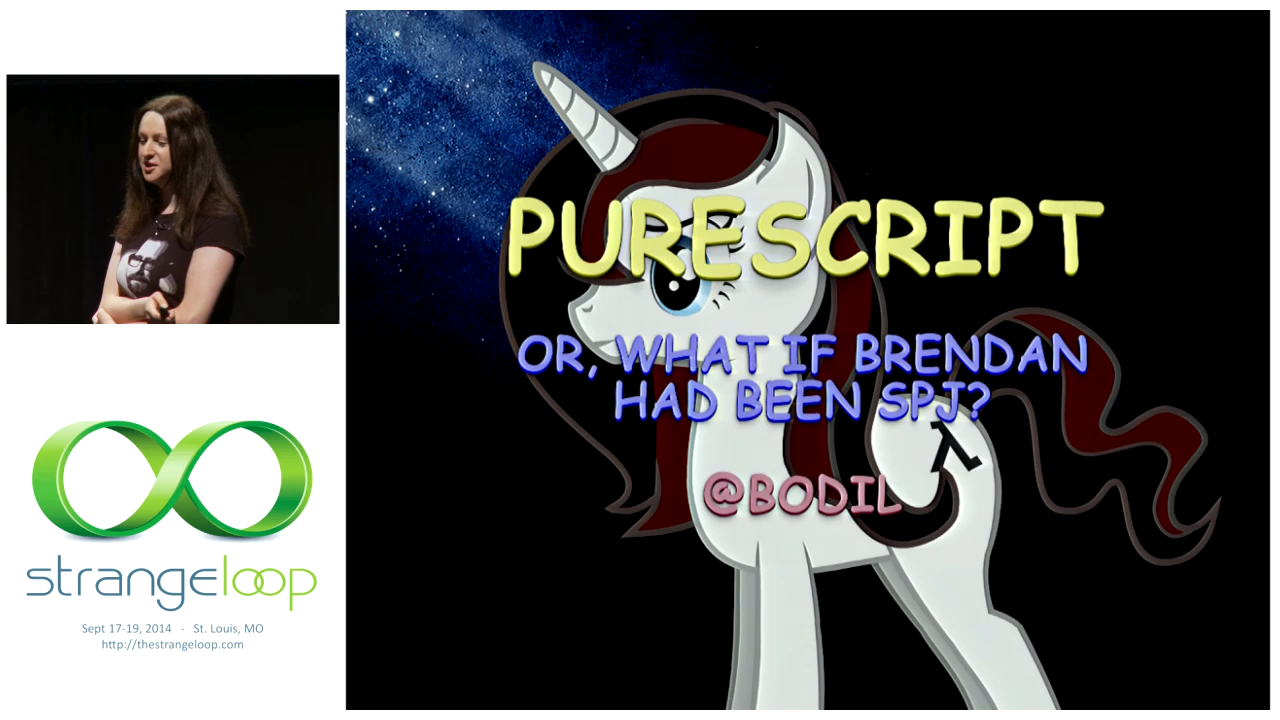 PURESCRIPT
OR, WHAT IF BRENDAN
HAD BEEN SPJ?
λ
@BODIL
strangeloop
Sept 17-19, 2014 - St. Louis, MO
http://thestrangeloop.com